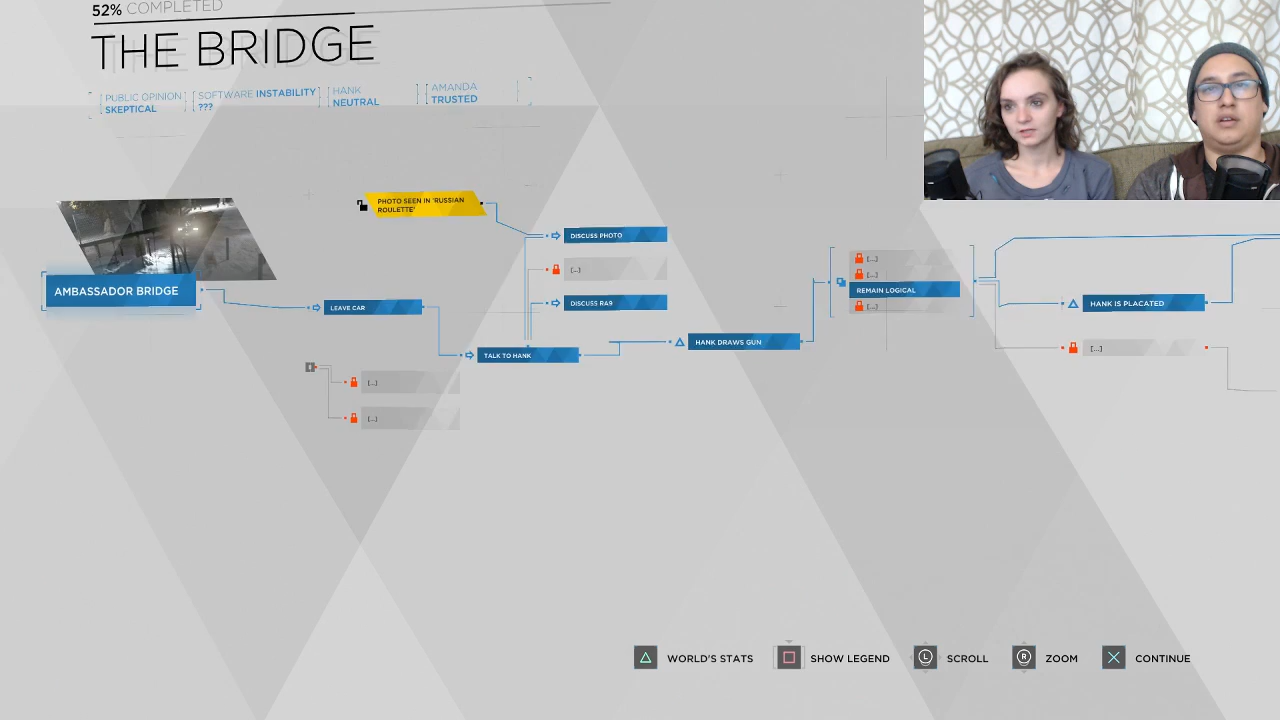 52% COMPLETED
THE BRIDGE
PUBLIC OPINION
SKEPTICAL
SOFTWARE INSTABILITY
???
HANK
NEUTRAL
AMANDA
TRUSTED
PHOTO SEEN IN 'RUSSIAN
ROULETTE'
DISCUSS PHOTO
[...]
DISCUSS RA9
AMBASSADOR BRIDGE
LEAVE CAR
TALK TO HANK
[...]
[...]
HANK DRAWS GUN
[...]
[...]
REMAIN LOGICAL
[...]
HANK IS PLACATED
[...]
WORLD'S STATS
SHOW LEGEND
L SCROLL
R ZOOM
CONTINUE